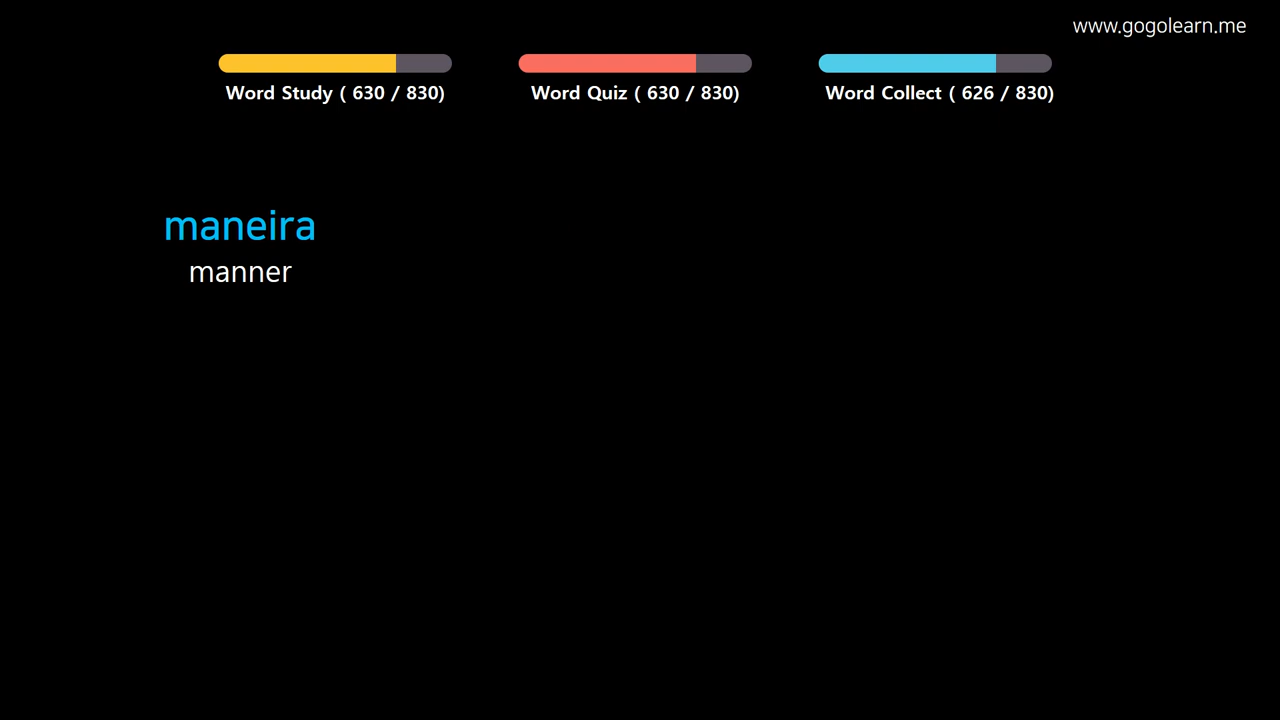 www.gogolearn.me
Word Study ( 630 / 830)
Word Quiz ( 630 / 830)
Word Collect ( 626 / 830)
maneira
manner